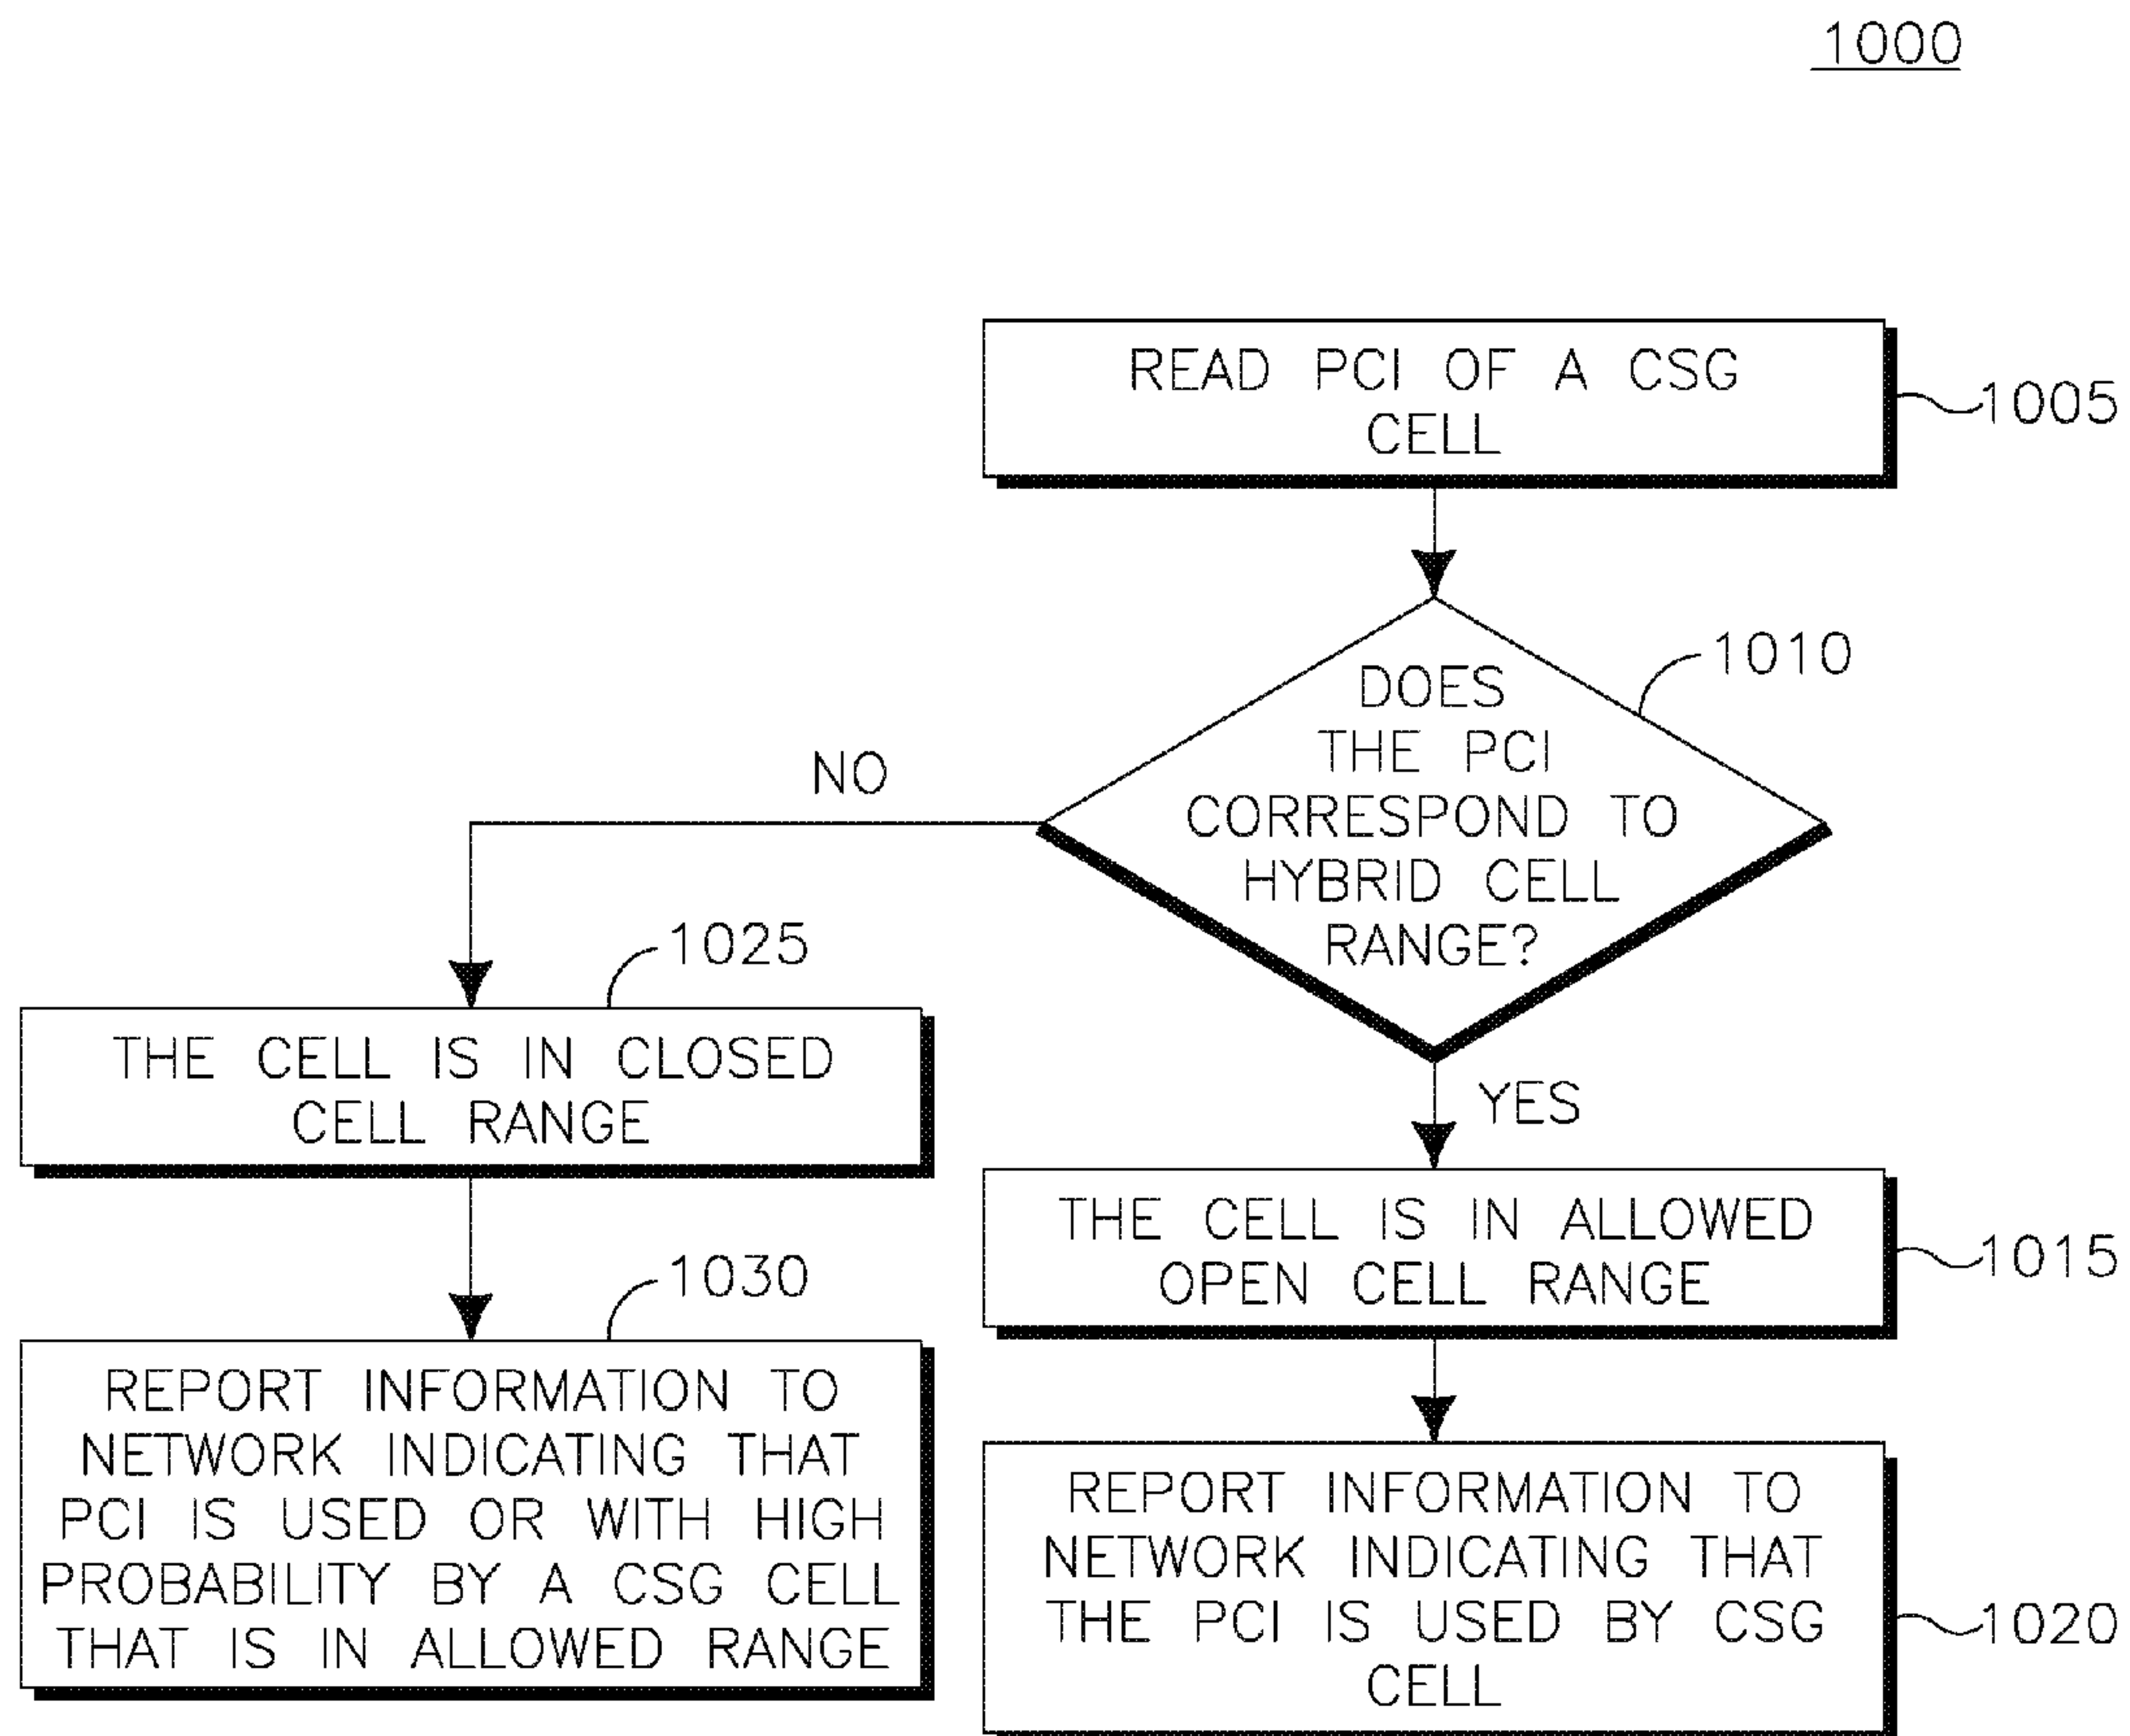 1000
READ PCI OF A CSG
CELL
1005
DOES
THE PCI
CORRESPOND TO
HYBRID CELL
RANGE?
1010
NO
YES
1025
THE CELL IS IN CLOSED
CELL RANGE
THE CELL IS IN ALLOWED
OPEN CELL RANGE
1015
1030
REPORT INFORMATION TO
NETWORK INDICATING THAT
PCI IS USED OR WITH HIGH
PROBABILITY BY A CSG CELL
THAT IS IN ALLOWED RANGE
REPORT INFORMATION TO
NETWORK INDICATING THAT
THE PCI IS USED BY CSG
CELL
1020